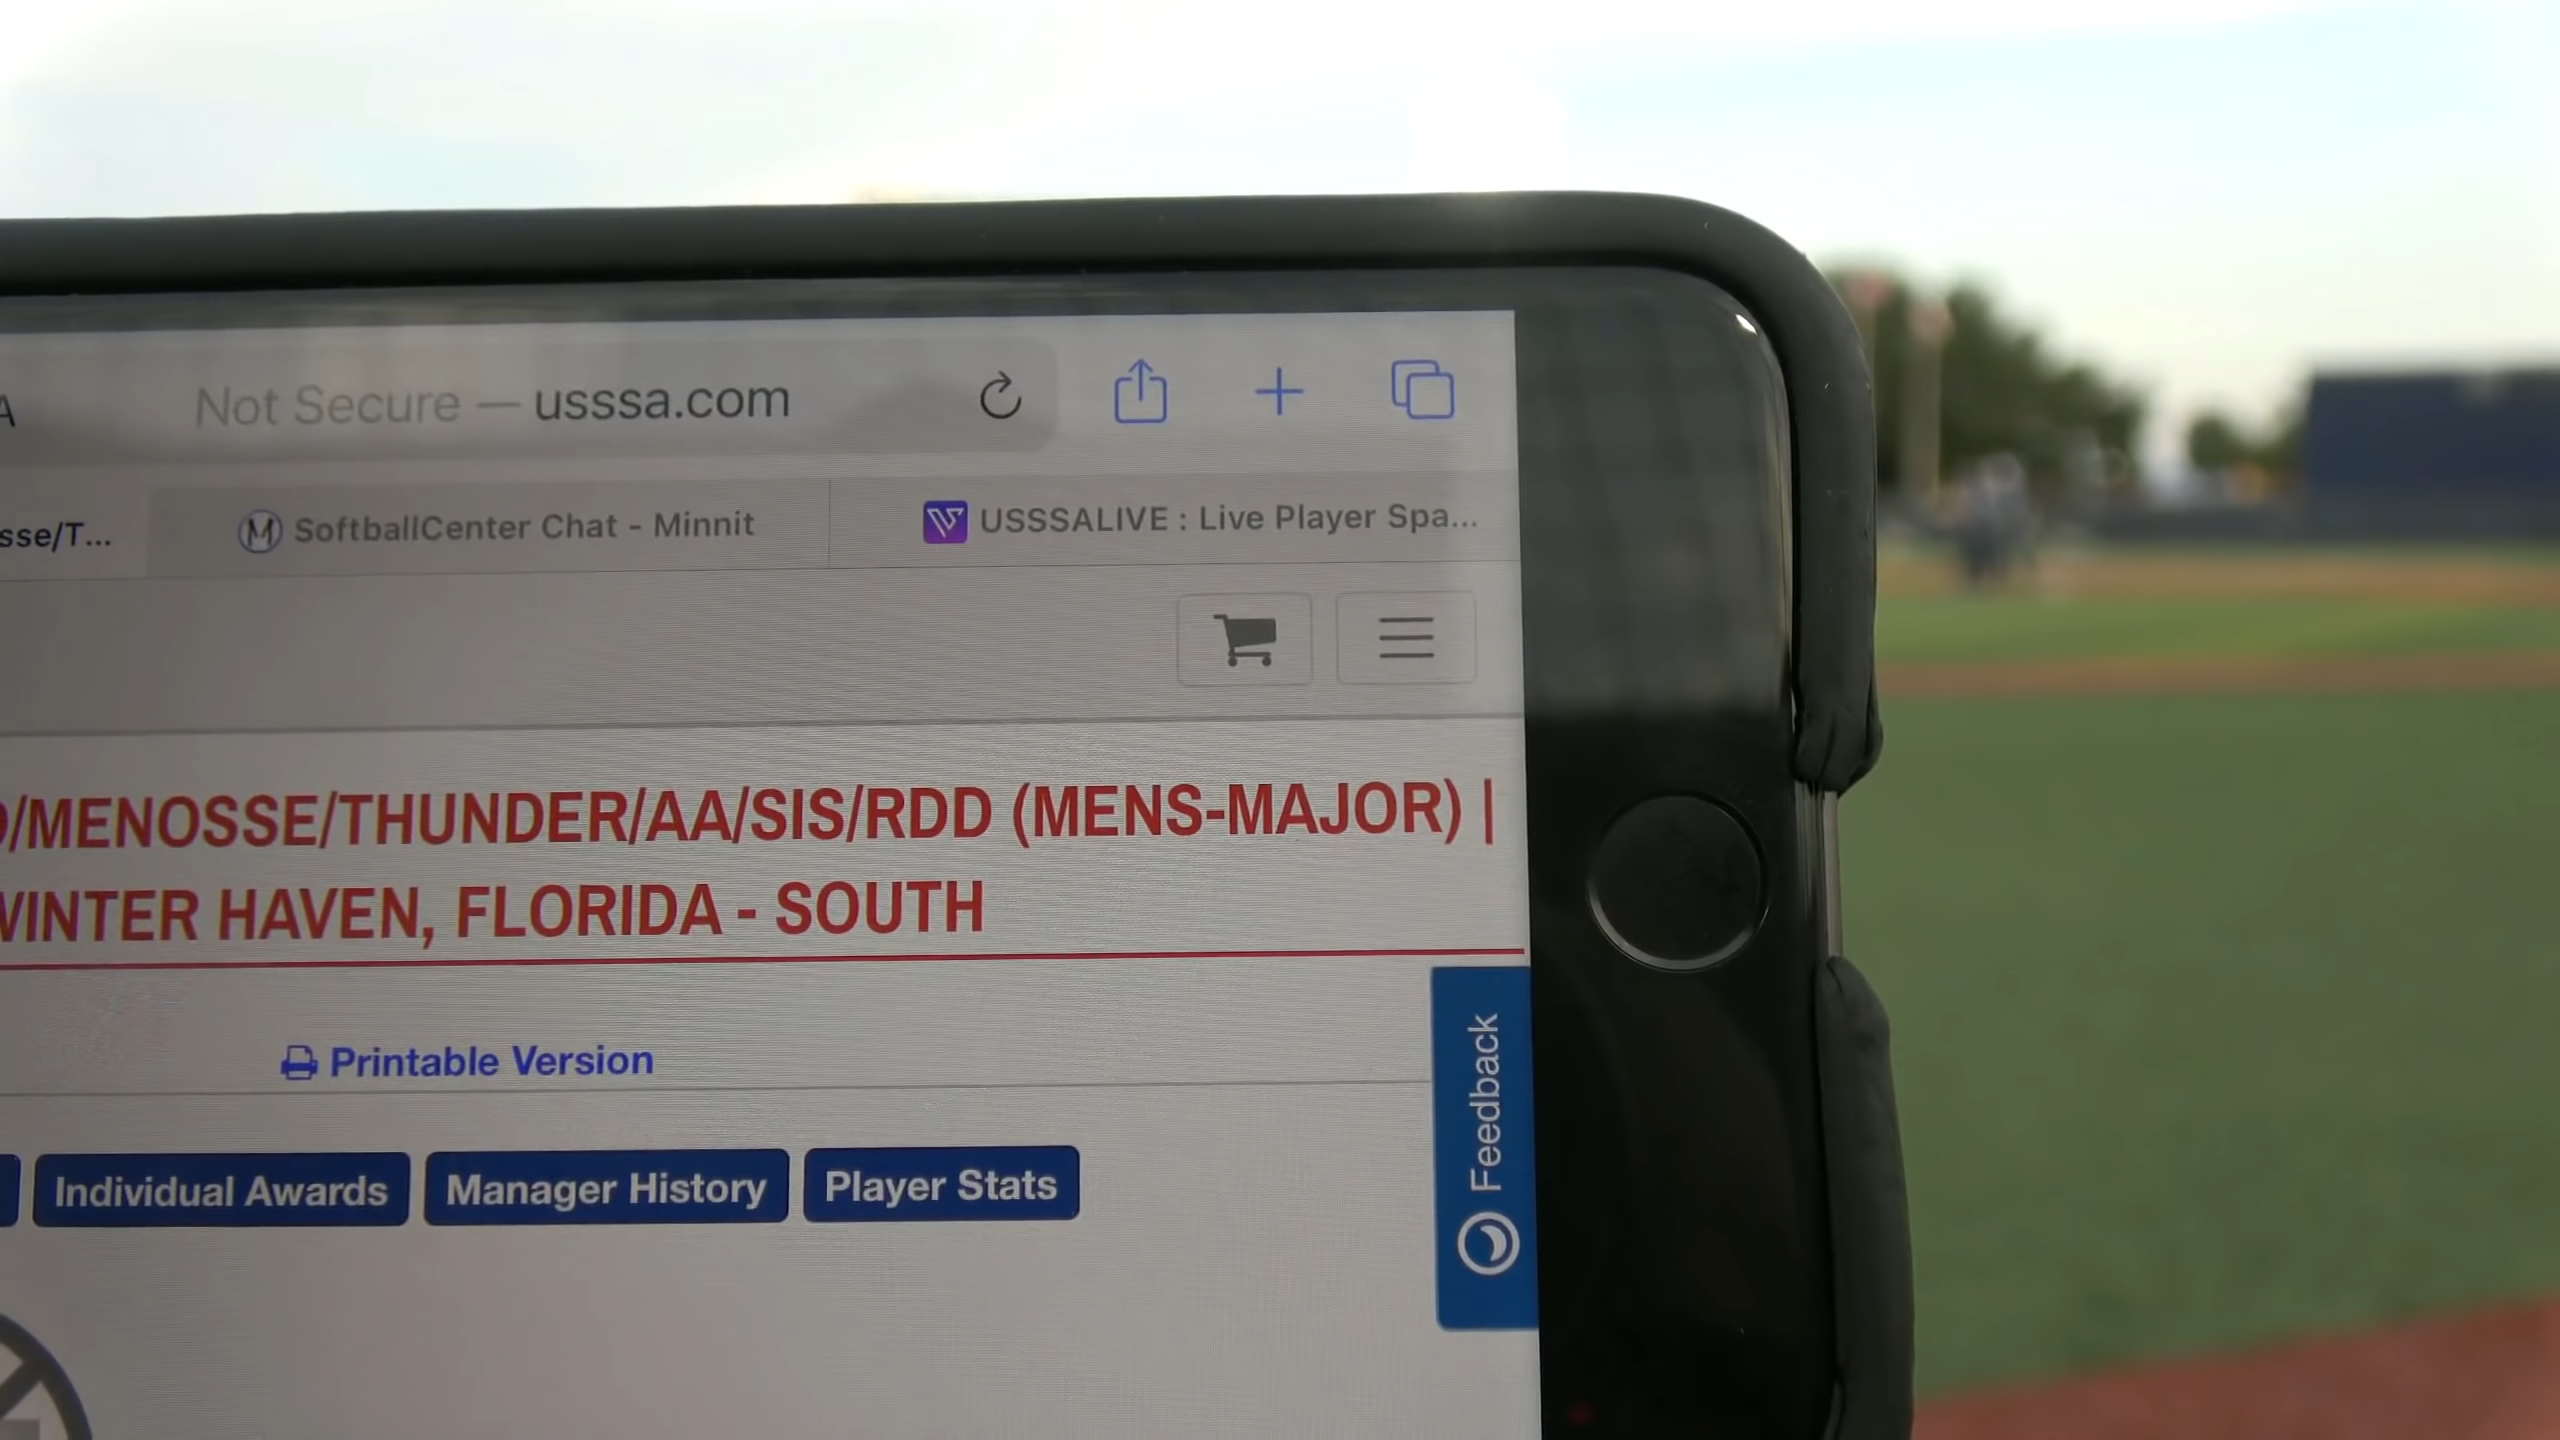 A Not Secure — usssa.com
sse/T... SoftballCenter Chat - Minnit USSSALIVE : Live Player Spa...
/MENOSSE/THUNDER/AA/SIS/RDD (MENS-MAJOR) |
WINTER HAVEN, FLORIDA - SOUTH
Printable Version
Individual Awards Manager History Player Stats
Feedback